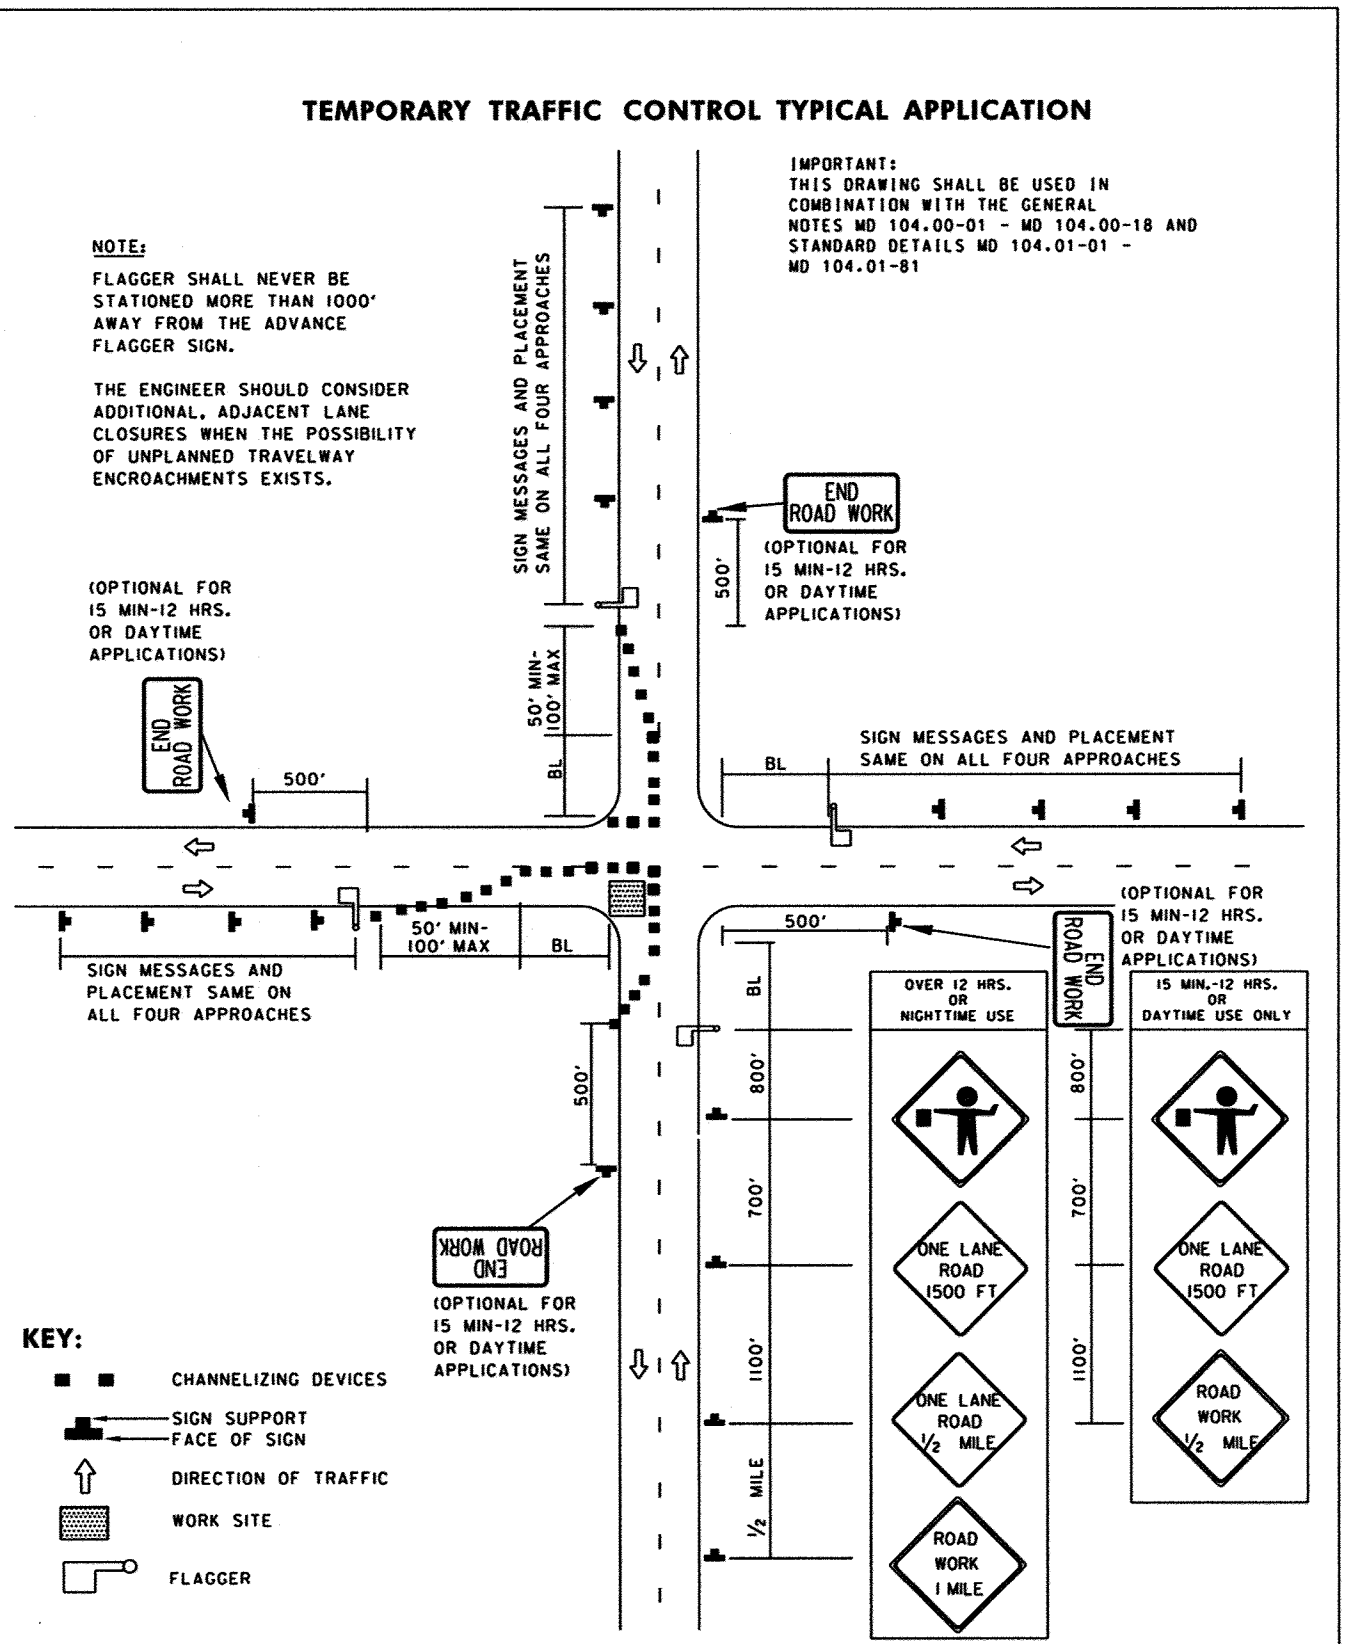 TEMPORARY TRAFFIC CONTROL TYPICAL APPLICATION
IMPORTANT:
THIS DRAWING SHALL BE USED IN
COMBINATION WITH THE GENERAL
NOTES MD 104.00-01 - MD 104.00-18 AND
STANDARD DETAILS MD 104.01-01 -
MD 104.01-81
NOTE:
FLAGGER SHALL NEVER BE
STATIONED MORE THAN 1000'
AWAY FROM THE ADVANCE
FLAGGER SIGN.
THE ENGINEER SHOULD CONSIDER
ADDITIONAL, ADJACENT LANE
CLOSURES WHEN THE POSSIBILITY
OF UNPLANNED TRAVELWAY
ENCROACHMENTS EXISTS.
SIGN MESSAGES AND PLACEMENT
SAME ON ALL FOUR APPROACHES
END
ROAD WORK
500'
(OPTIONAL FOR
15 MIN-12 HRS.
OR DAYTIME
APPLICATIONS)
(OPTIONAL FOR
15 MIN-12 HRS.
OR DAYTIME
APPLICATIONS)
END
ROAD WORK
500'
50' MIN-
100' MAX
BL
SIGN MESSAGES AND PLACEMENT
SAME ON ALL FOUR APPROACHES
BL
50' MIN-
100' MAX
BL
SIGN MESSAGES AND
PLACEMENT SAME ON
ALL FOUR APPROACHES
500'
(OPTIONAL FOR
15 MIN-12 HRS.
OR DAYTIME
APPLICATIONS)
END
ROAD WORK
500'
END
ROAD WORK
(OPTIONAL FOR
15 MIN-12 HRS.
OR DAYTIME
APPLICATIONS)
BL
800'
700'
1100'
1/2 MILE
OVER 12 HRS.
OR
NIGHTTIME USE
ONE LANE
ROAD
1500 FT
ONE LANE
ROAD
1/2 MILE
ROAD
WORK
1 MILE
800'
700'
1100'
15 MIN.-12 HRS.
OR
DAYTIME USE ONLY
ONE LANE
ROAD
1500 FT
ROAD
WORK
1/2 MILE
KEY:
CHANNELIZING DEVICES
SIGN SUPPORT
FACE OF SIGN
DIRECTION OF TRAFFIC
WORK SITE
FLAGGER